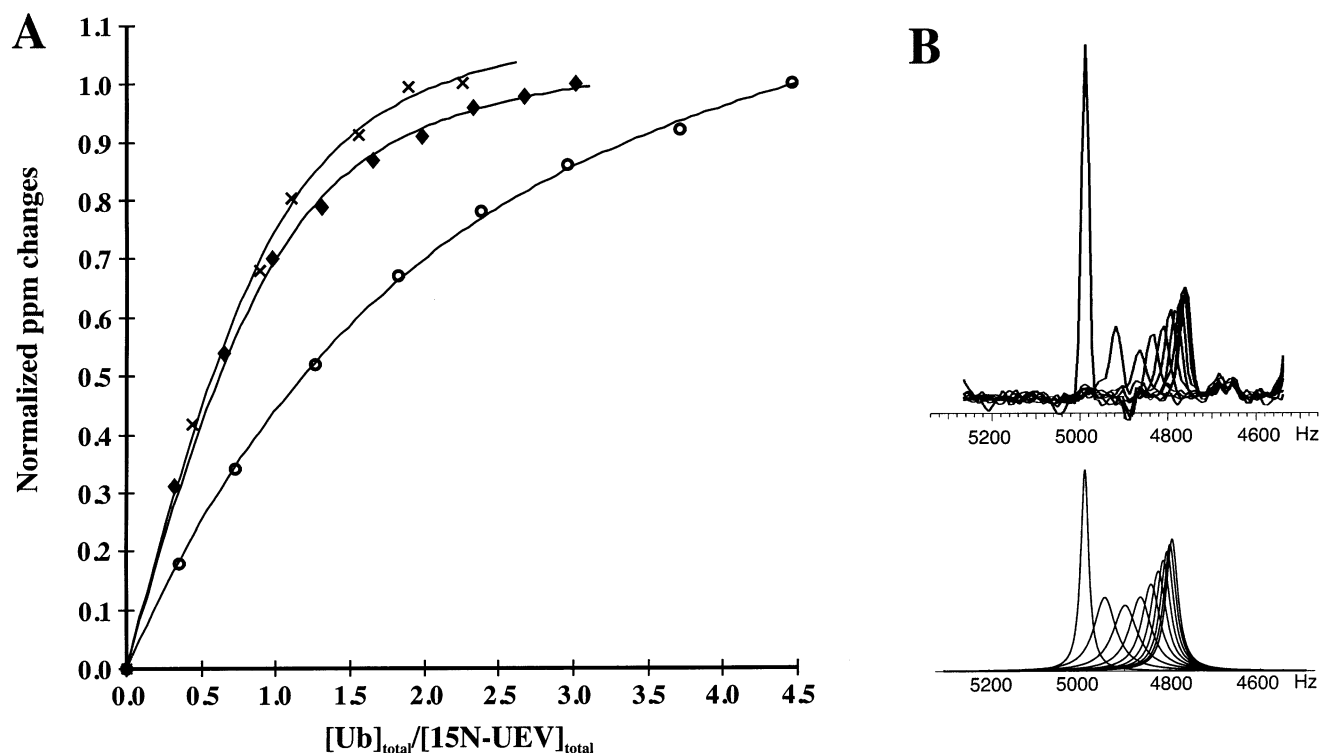 A
B
Normalized ppm changes
1.1
1.0
0.9
0.8
0.7
0.6
0.5
0.4
0.3
0.2
0.1
0.0
0.0 0.5 1.0 1.5 2.0 2.5 3.0 3.5 4.0 4.5
[Ub]total/[15N-UEV]total
5200 5000 4800 4600 Hz
5200 5000 4800 4600 Hz